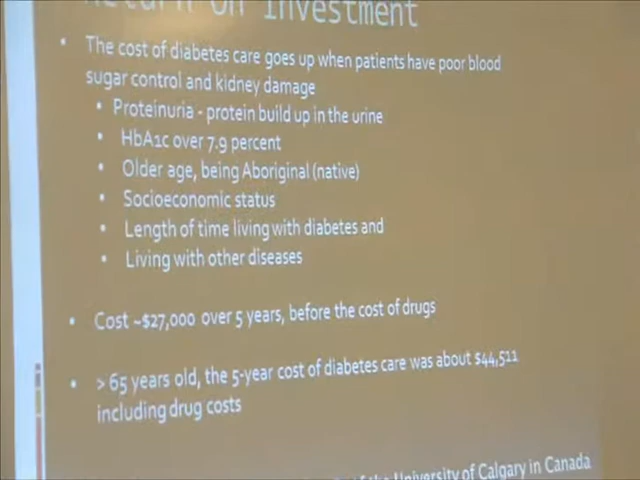 Return on Investment
• The cost of diabetes care goes up when patients have poor blood
sugar control and kidney damage
• Proteinuria - protein build up in the urine
• HbA1c over 7.9 percent
• Older age, being Aboriginal (native)
• Socioeconomic status
• Length of time living with diabetes and
• Living with other diseases
• Cost ~$27,000 over 5 years, before the cost of drugs
• > 65 years old, the 5-year cost of diabetes care was about $44,511
including drug costs
of the University of Calgary in Canada